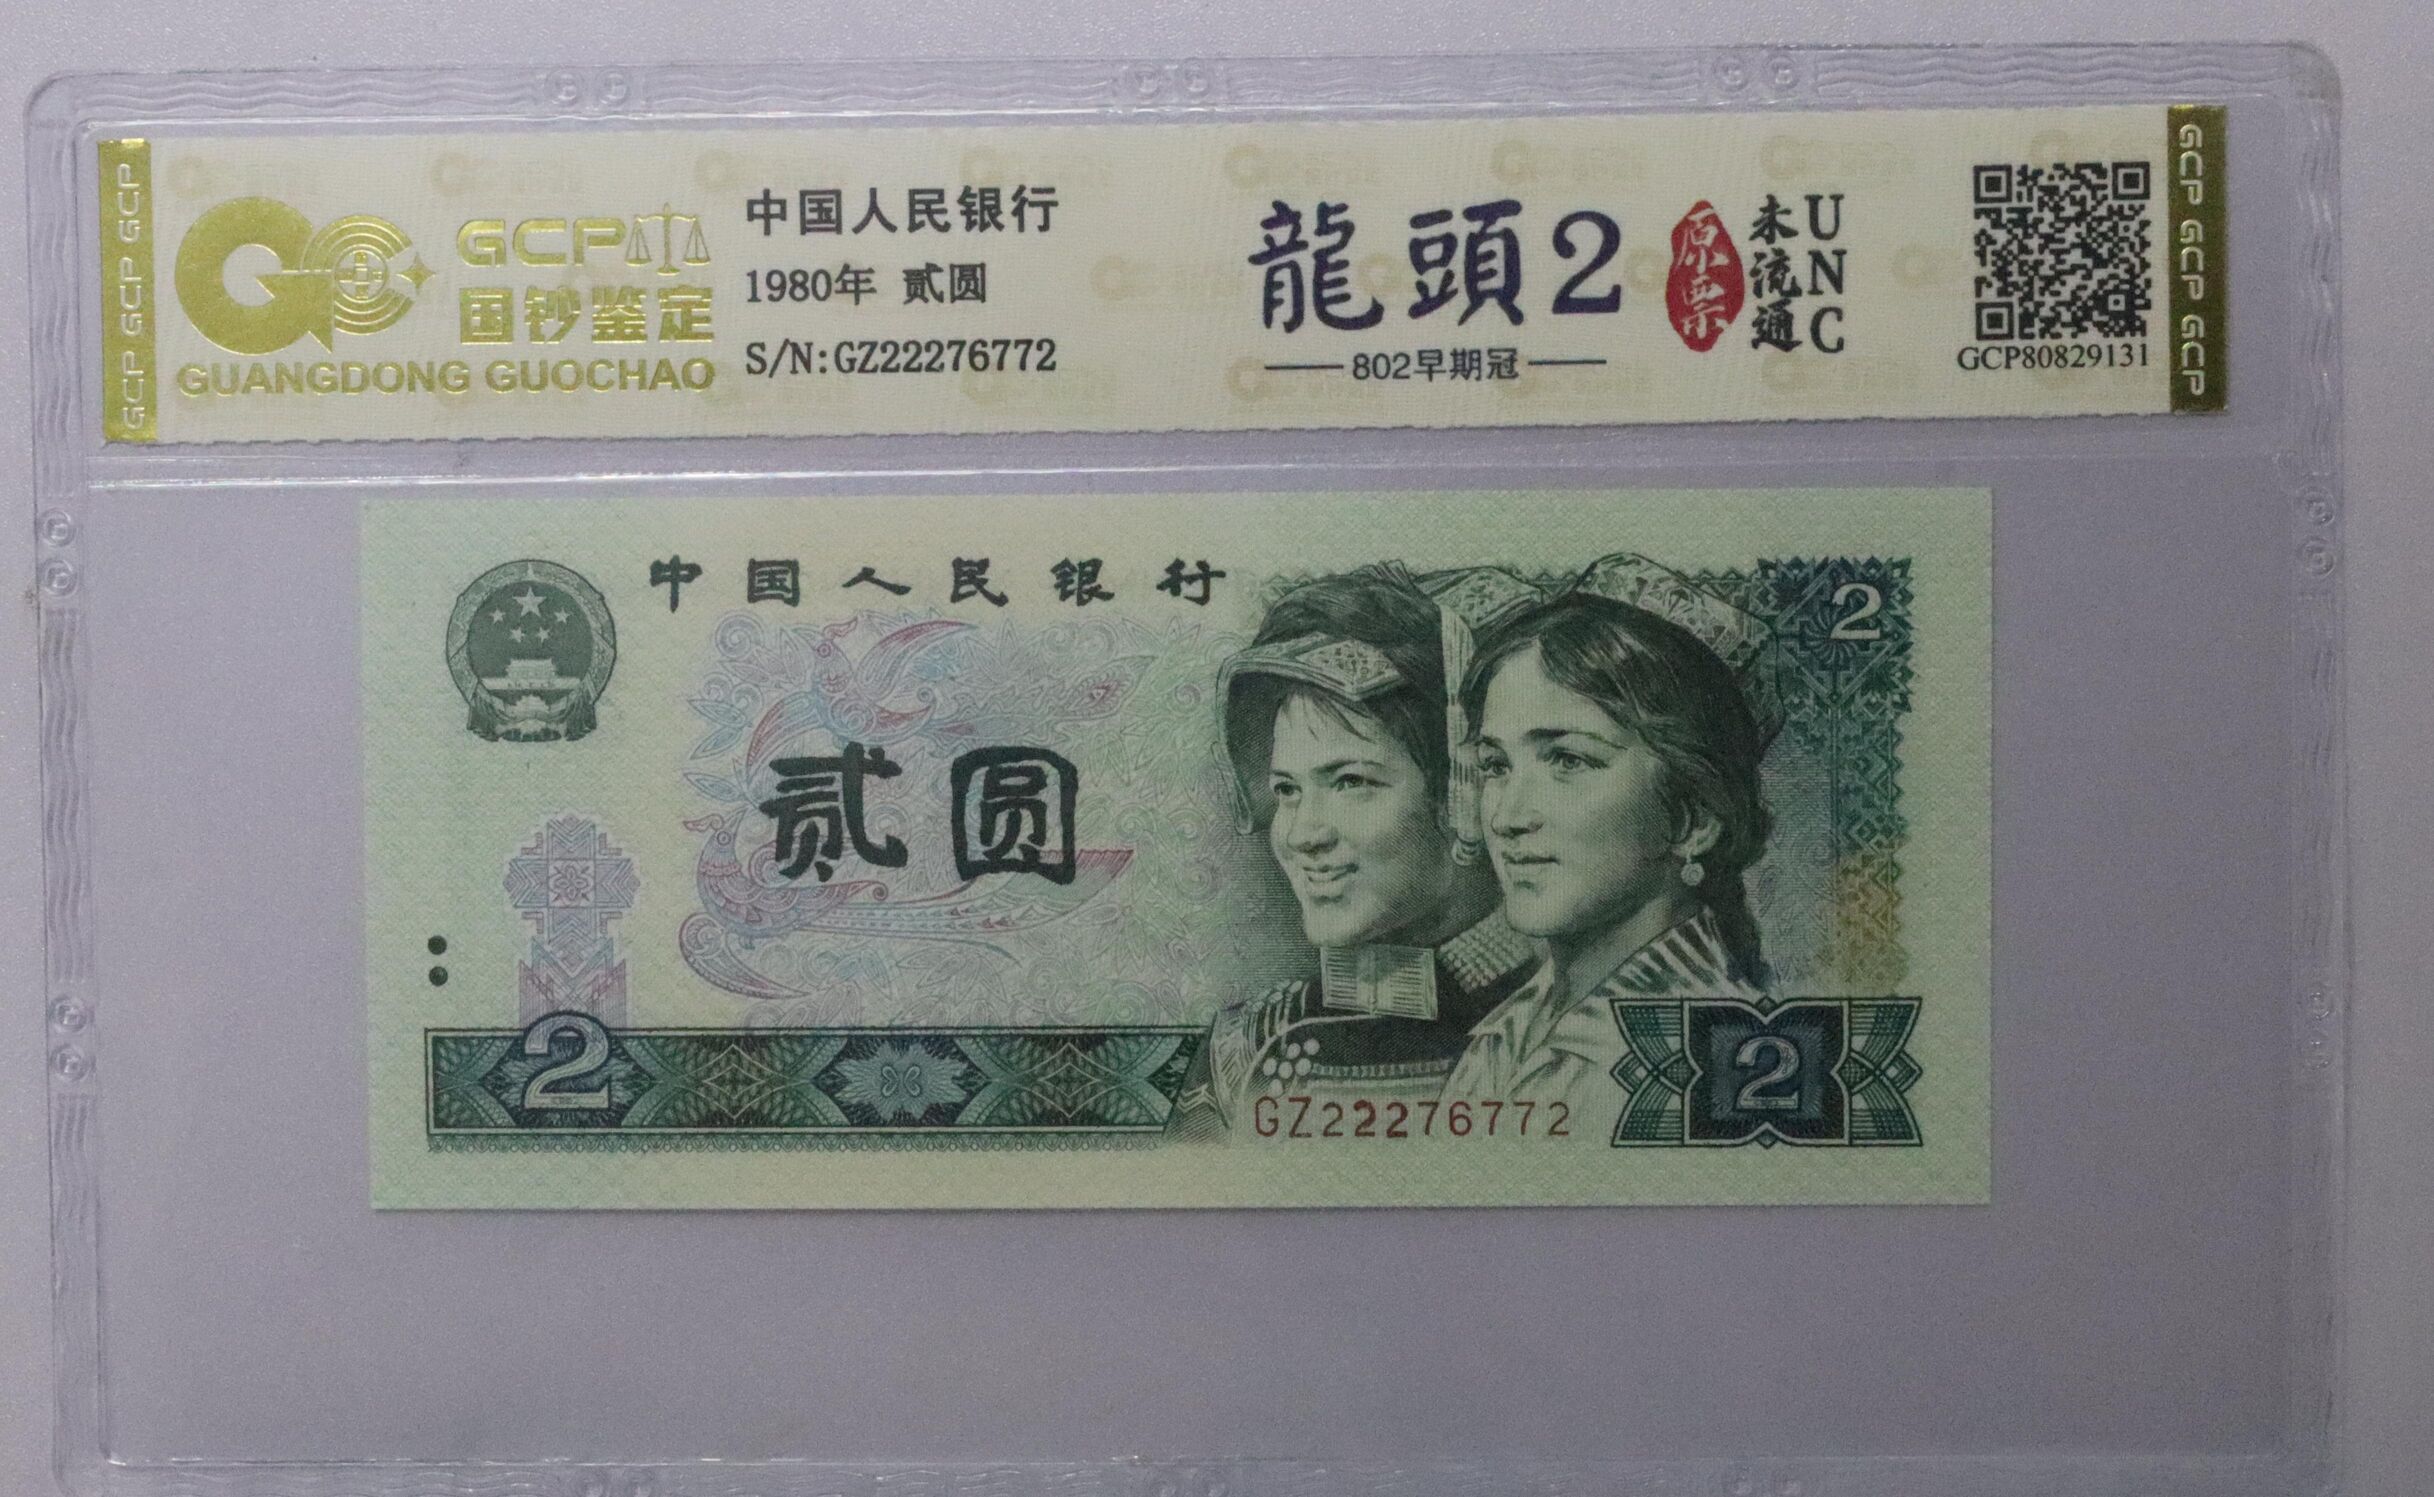 GCP GCP GCP
GCP
国钞鉴定
GUANGDONG GUOCHAO
中国人民银行
1980年 贰圆
S/N:GZ22276772
龍頭2
802早期冠
原票
未流通
UNC
GCP80829131
GCP GCP GCP
中国人民银行
2
贰圆
2
GZ22276772
2